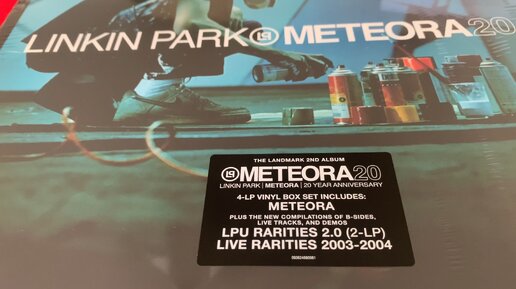 LINKIN PARK METEORA20
THE LANDMARK 2ND ALBUM
METEORA20
LINKIN PARK | METEORA | 20 YEAR ANNIVERSARY
4-LP VINYL BOX SET INCLUDES:
METEORA
PLUS THE NEW COMPILATIONS OF B-SIDES,
LIVE TRACKS, AND DEMOS
LPU RARITIES 2.0 (2-LP)
LIVE RARITIES 2003-2004